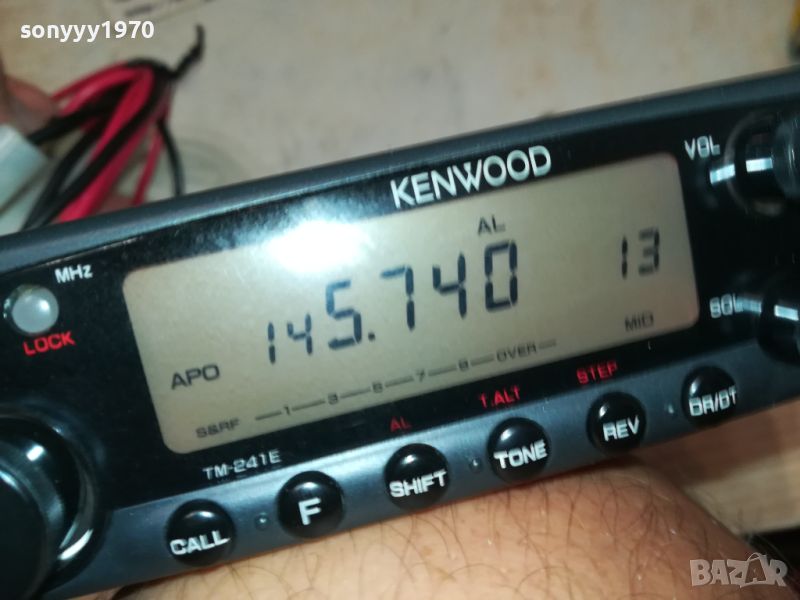 sonyyy1970
KENWOOD
VOL
MHz
LOCK
AL
145.740
13
APO
MID
S&RF 1 3 5 7 9 OVER
SQL
TM-241E
AL
T.ALT
STEP
CALL
F
SHIFT
TONE
REV
DR/DT
BAZAR